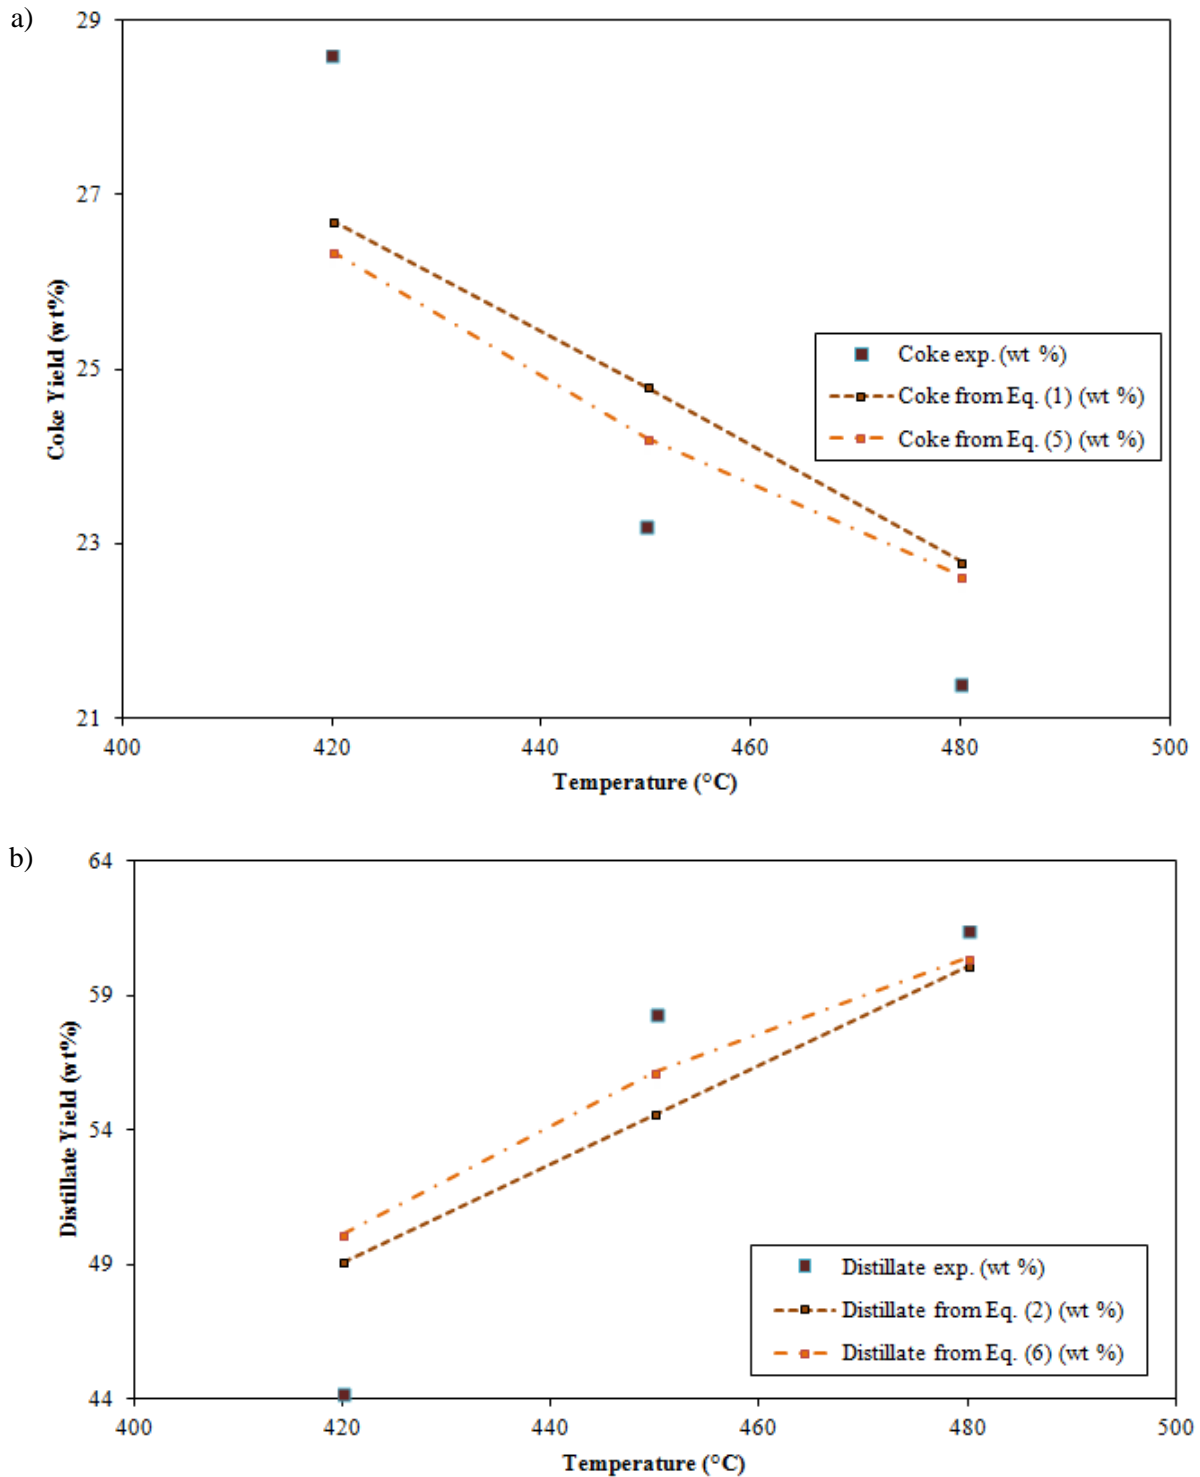 a)
29
27
25
23
21
Coke Yield (wt%)
Coke exp. (wt %)
Coke from Eq. (1) (wt %)
Coke from Eq. (5) (wt %)
400 420 440 460 480 500
Temperature (°C)
b)
64
59
54
49
44
Distillate Yield (wt%)
Distillate exp. (wt %)
Distillate from Eq. (2) (wt %)
Distillate from Eq. (6) (wt %)
400 420 440 460 480 500
Temperature (°C)